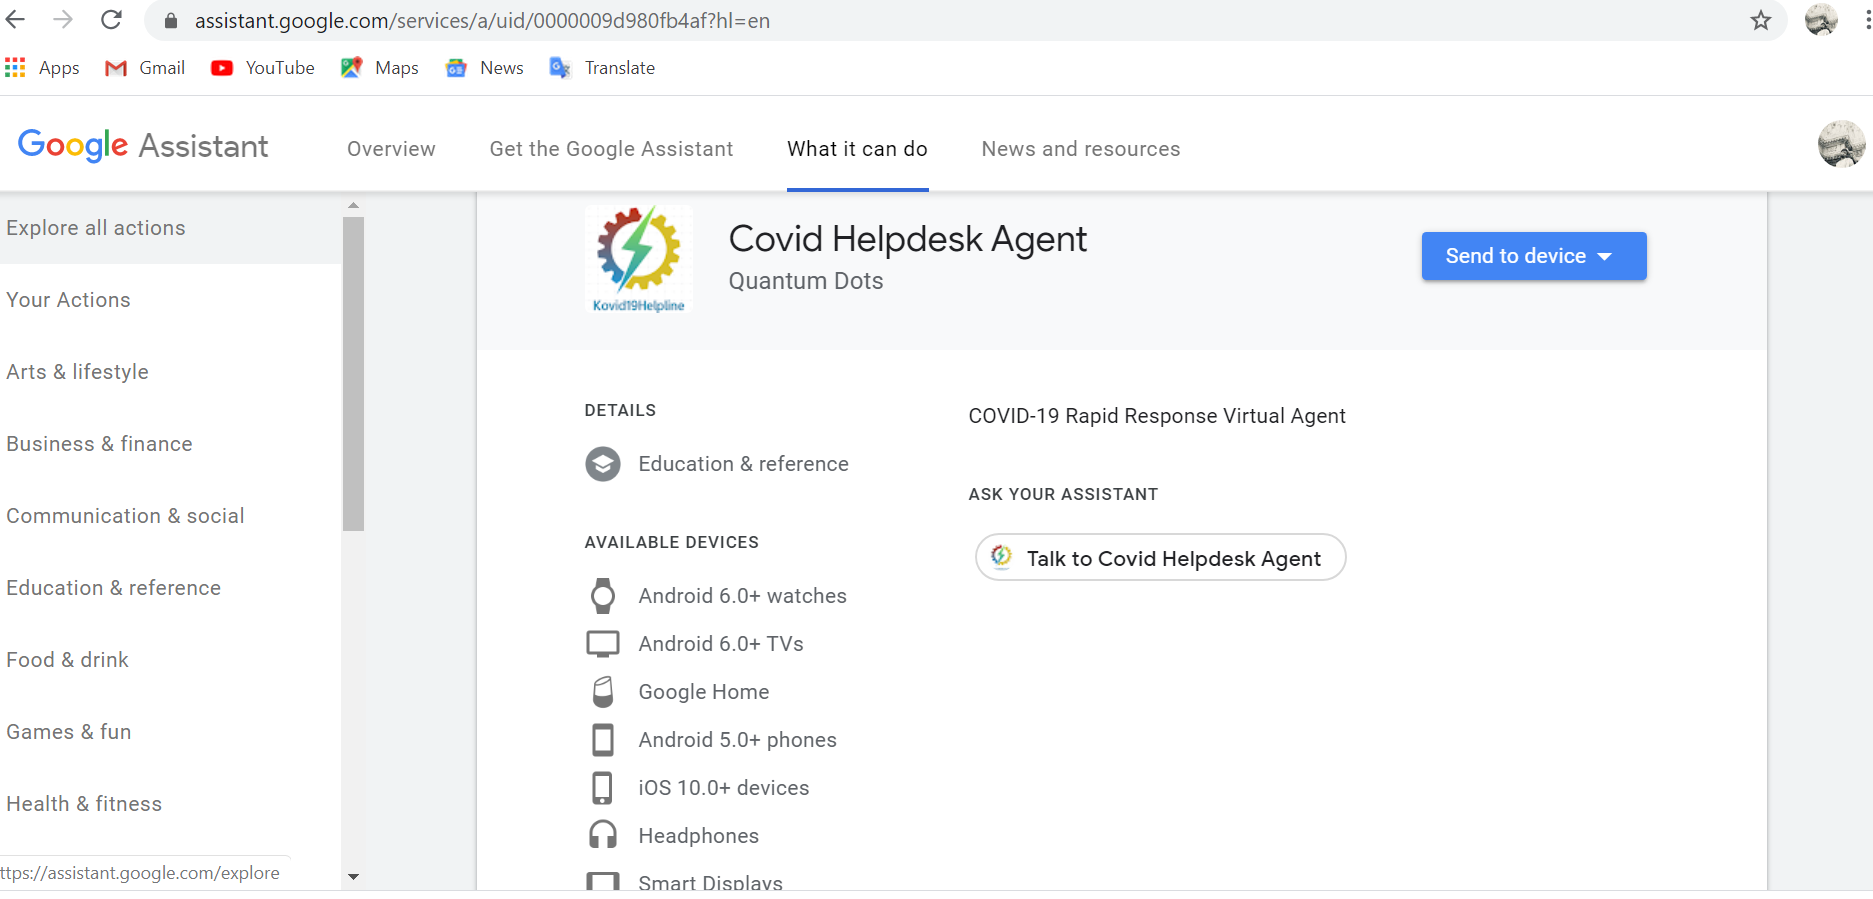 assistant.google.com/services/a/uid/0000009d980fb4af?hl=en
Apps Gmail YouTube Maps News Translate
Google Assistant Overview Get the Google Assistant What it can do News and resources
Explore all actions
Your Actions
Arts & lifestyle
Business & finance
Communication & social
Education & reference
Food & drink
Games & fun
Health & fitness
ttps://assistant.google.com/explore
Kovid19Helpline
Covid Helpdesk Agent
Quantum Dots
Send to device
DETAILS
Education & reference
AVAILABLE DEVICES
Android 6.0+ watches
Android 6.0+ TVs
Google Home
Android 5.0+ phones
iOS 10.0+ devices
Headphones
Smart Displays
COVID-19 Rapid Response Virtual Agent
ASK YOUR ASSISTANT
Talk to Covid Helpdesk Agent